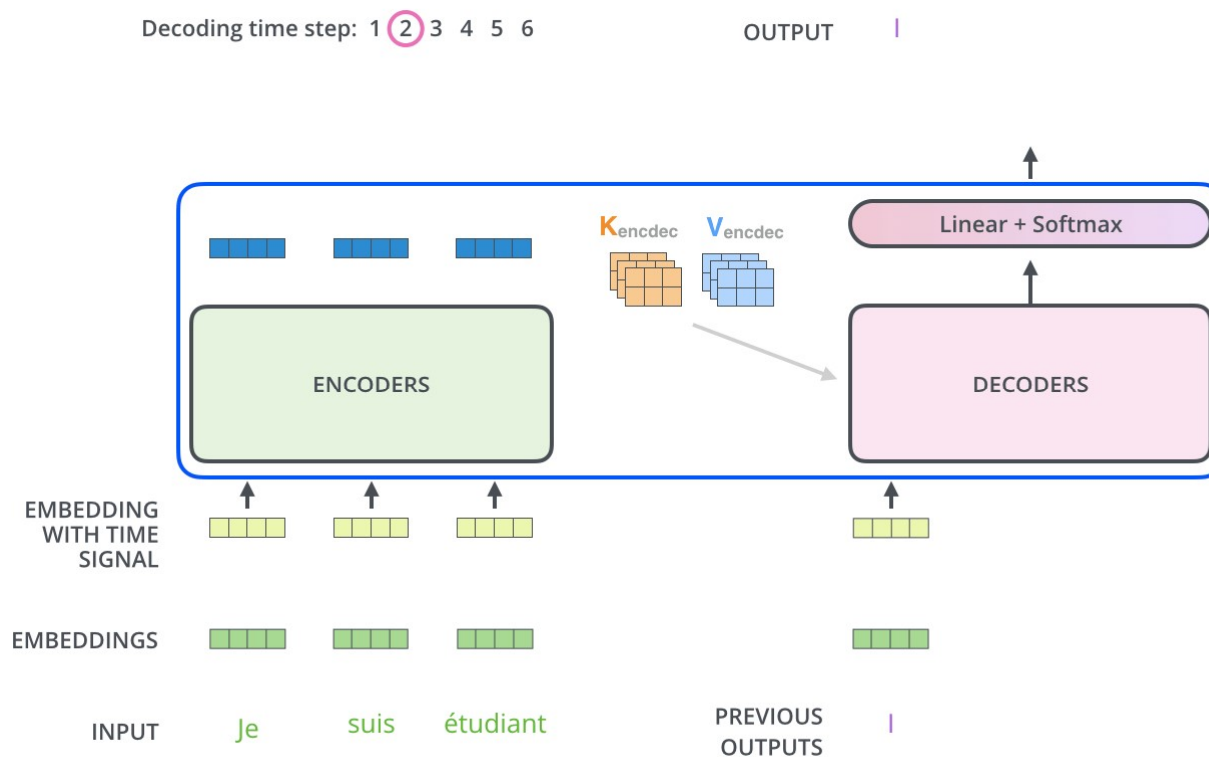 Decoding time step: 1 2 3 4 5 6
OUTPUT I
Kencdec Vencdec
Linear + Softmax
ENCODERS
DECODERS
EMBEDDING
WITH TIME
SIGNAL
EMBEDDINGS
INPUT Je suis étudiant
PREVIOUS
OUTPUTS I